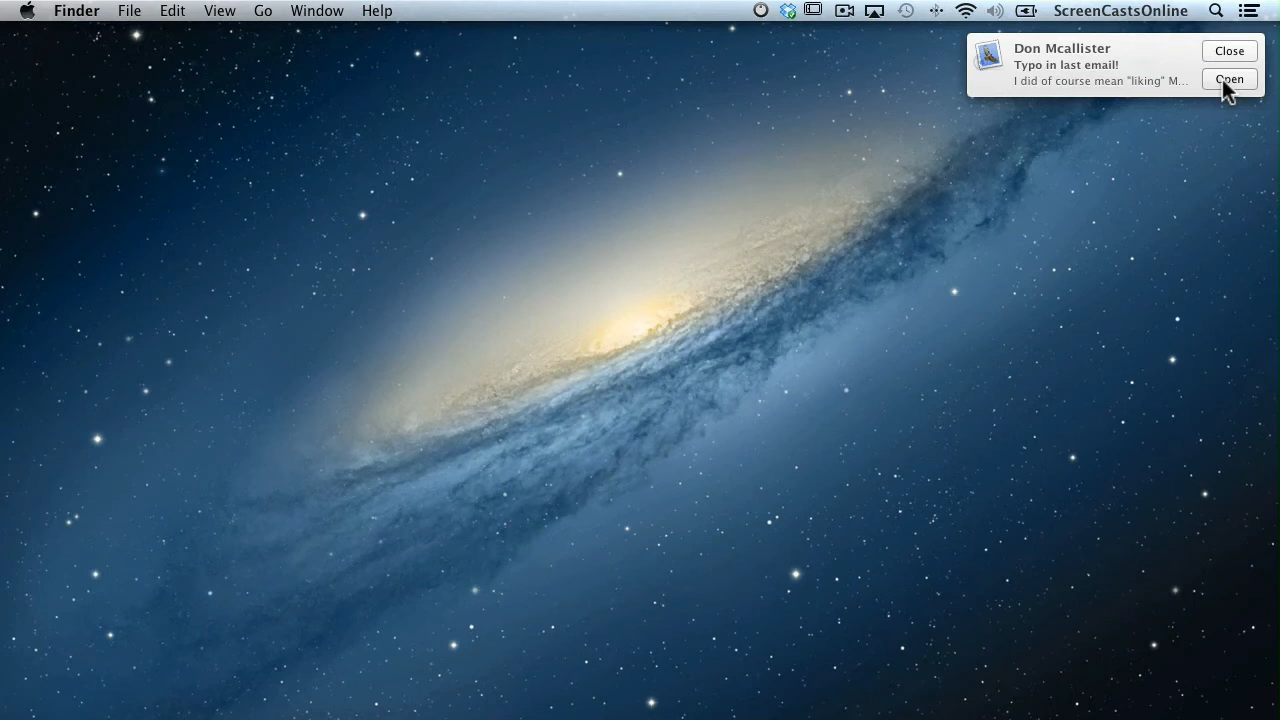 Finder File Edit View Go Window Help ScreenCastsOnline
Don Mcallister
Close
Typo in last email!
I did of course mean "liking" M...
Open